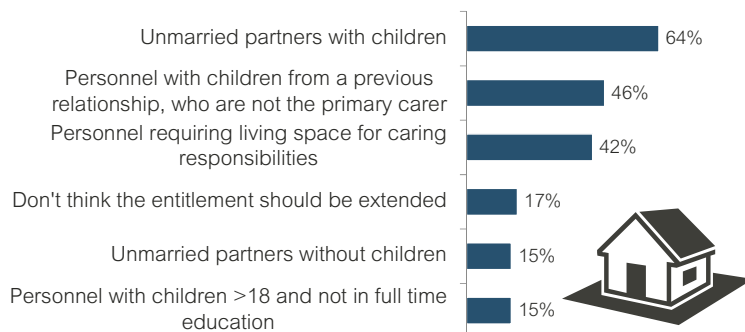 Unmarried partners with children
64%
Personnel with children from a previous
relationship, who are not the primary carer
46%
Personnel requiring living space for caring
responsibilities
42%
Don't think the entitlement should be extended
17%
Unmarried partners without children
15%
Personnel with children >18 and not in full time
education
15%